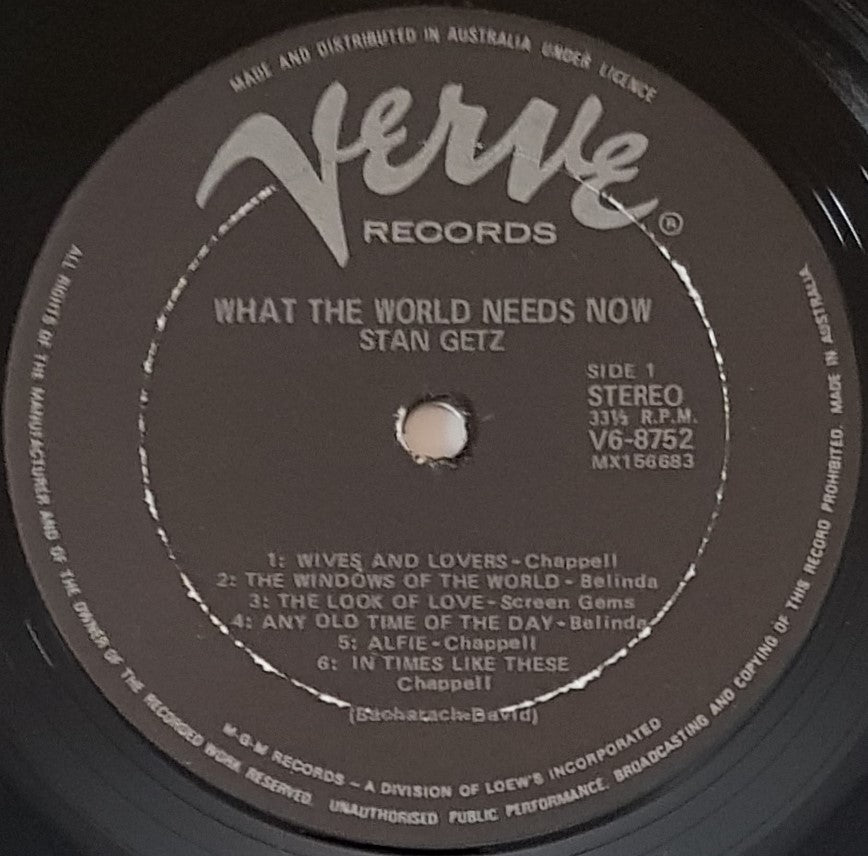 MADE AND DISTRIBUTED IN AUSTRALIA UNDER LICENCE
Verve
RECORDS ®
WHAT THE WORLD NEEDS NOW
STAN GETZ
SIDE 1
STEREO
33⅓ R.P.M.
V6-8752
MX156683
1: WIVES AND LOVERS-Chappell
2: THE WINDOWS OF THE WORLD-Belinda
3: THE LOOK OF LOVE-Screen Gems
4: ANY OLD TIME OF THE DAY-Belinda
5: ALFIE-Chappell
6: IN TIMES LIKE THESE
Chappell
(Bacharach-David)
M-G-M RECORDS - A DIVISION OF LOEW'S INCORPORATED
ALL RIGHTS OF THE MANUFACTURER AND OF THE OWNER OF THE RECORDED WORK RESERVED. UNAUTHORISED PUBLIC PERFORMANCE, BROADCASTING AND COPYING OF THIS RECORD PROHIBITED. MADE IN AUSTRALIA